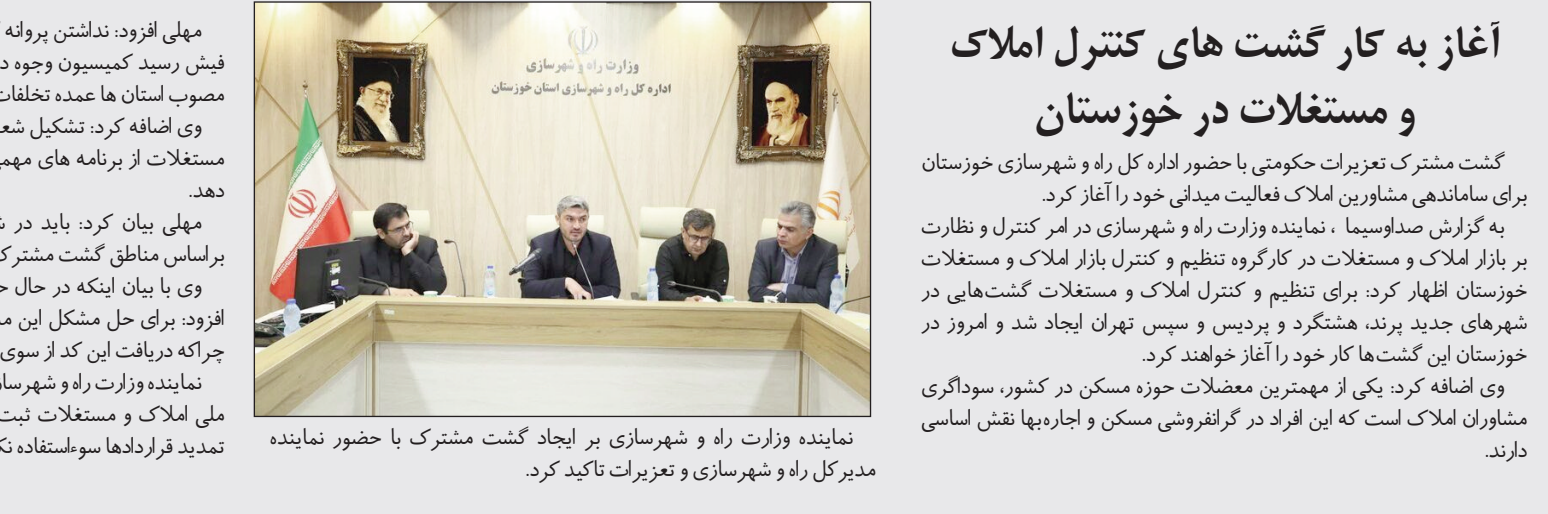 آغاز به کار گشت های کنترل املاک
و مستغلات در خوزستان
گشت مشترک تعزیرات حکومتی با حضور اداره کل راه و شهرسازی خوزستان
برای ساماندهی مشاورین املاک فعالیت میدانی خود را آغاز کرد.
به گزارش صداوسیما ، نماینده وزارت راه و شهرسازی در امر کنترل و نظارت
بر بازار املاک و مستغلات در کارگروه تنظیم و کنترل بازار املاک و مستغلات
خوزستان اظهار کرد: برای تنظیم و کنترل املاک و مستغلات گشت‌هایی در
شهرهای جدید پرند، هشتگرد و پردیس و سپس تهران ایجاد شد و امروز در
خوزستان این گشت‌ها کار خود را آغاز خواهند کرد.
وی اضافه کرد: یکی از مهمترین معضلات حوزه مسکن در کشور، سوداگری
مشاوران املاک است که این افراد در گرانفروشی مسکن و اجاره‌بها نقش اساسی
دارند.
وزارت راه و شهرسازی
اداره کل راه و شهرسازی استان خوزستان
نماینده وزارت راه و شهرسازی بر ایجاد گشت مشترک با حضور نماینده
مدیرکل راه و شهرسازی و تعزیرات تاکید کرد.
مهلی افزود: نداشتن پروانه
فیش رسید کمیسیون وجوه د
مصوب استان ها عمده تخلفات
وی اضافه کرد: تشکیل شع
مستغلات از برنامه های مهم
دهد.
مهلی بیان کرد: باید در ش
براساس مناطق گشت مشترک
وی با بیان اینکه در حال ح
افزود: برای حل مشکل این م
چراکه دریافت این کد از سوی
نماینده وزارت راه و شهرساز
ملی املاک و مستغلات ثبت
تمدید قراردادها سوءاستفاده نک